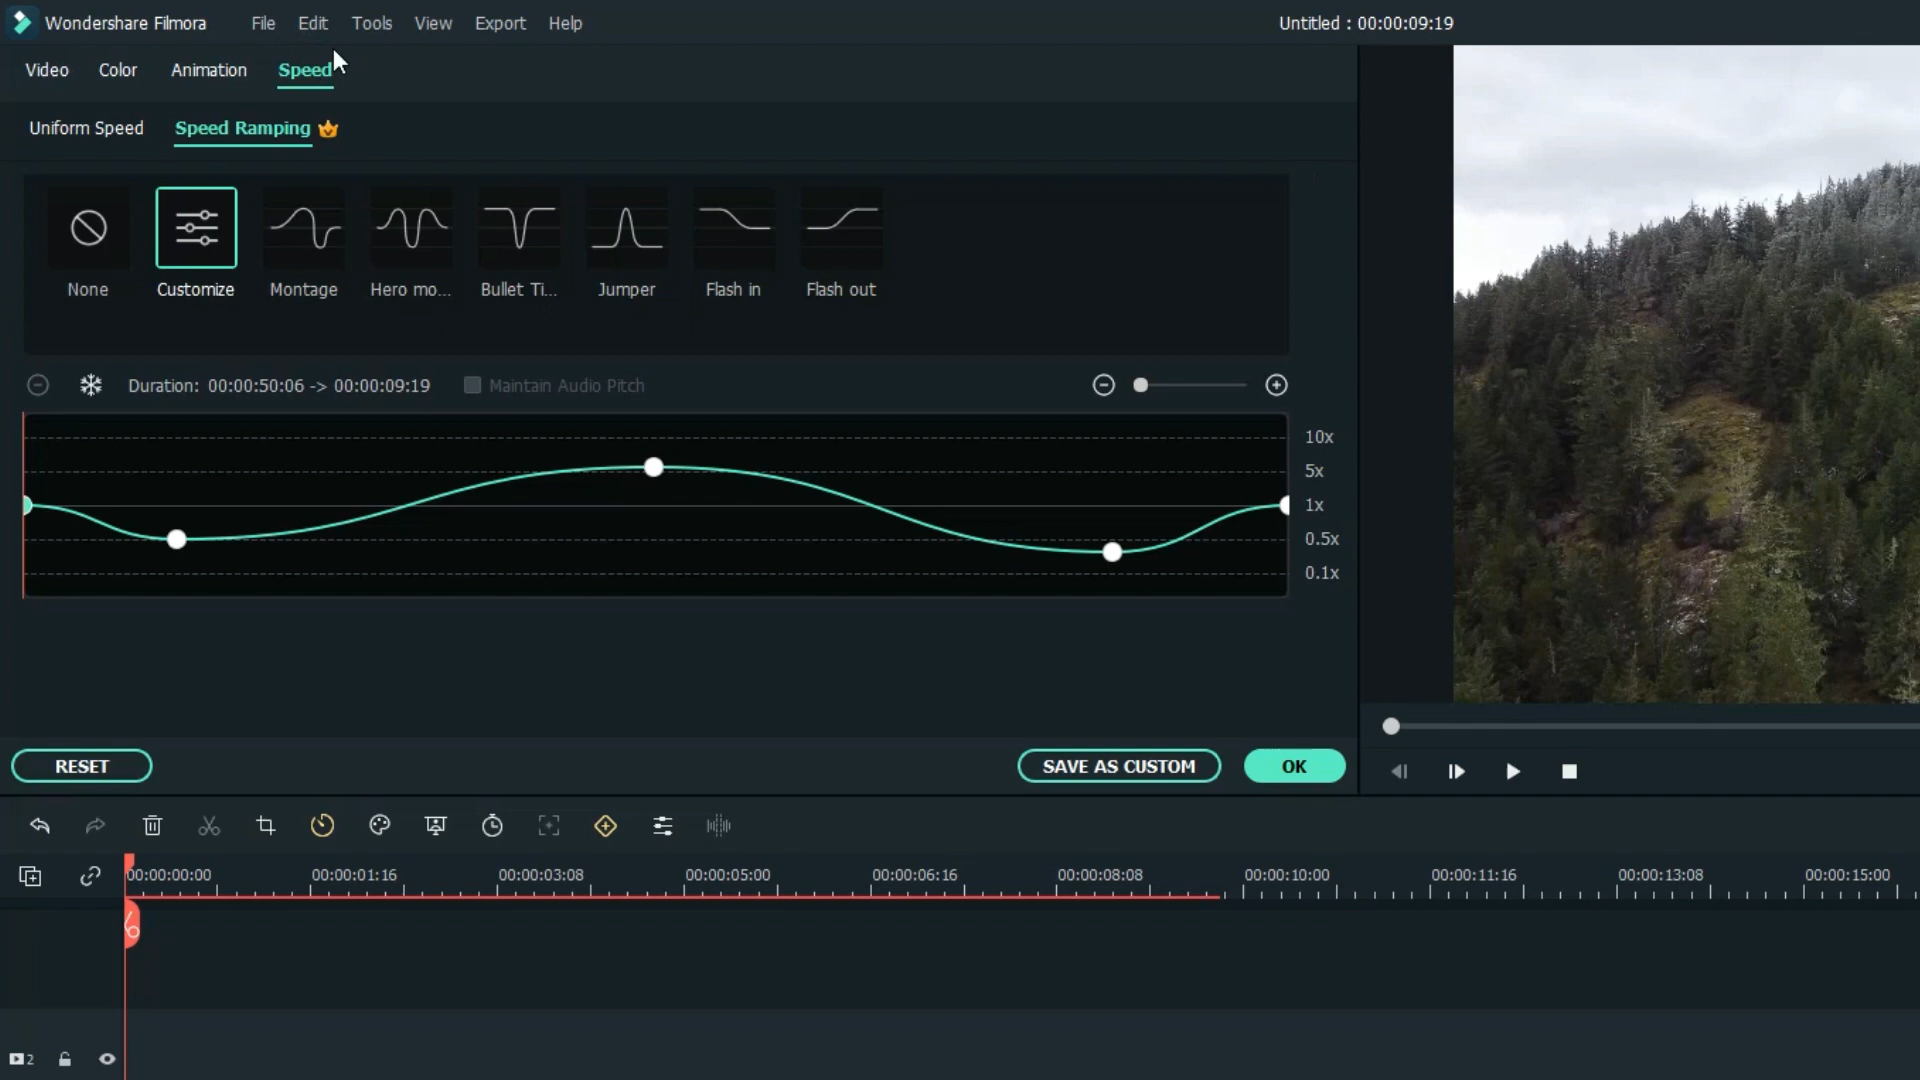 Wondershare Filmora File Edit Tools View Export Help Untitled : 00:00:09:19
Video Color Animation Speed
Uniform Speed Speed Ramping
None Customize Montage Hero mo... Bullet Ti... Jumper Flash in Flash out
Duration: 00:00:50:06 -> 00:00:09:19 Maintain Audio Pitch
10x
5x
1x
0.5x
0.1x
RESET SAVE AS CUSTOM OK
00:00:00:00 00:00:01:16 00:00:03:08 00:00:05:00 00:00:06:16 00:00:08:08 00:00:10:00 00:00:11:16 00:00:13:08 00:00:15:00
2